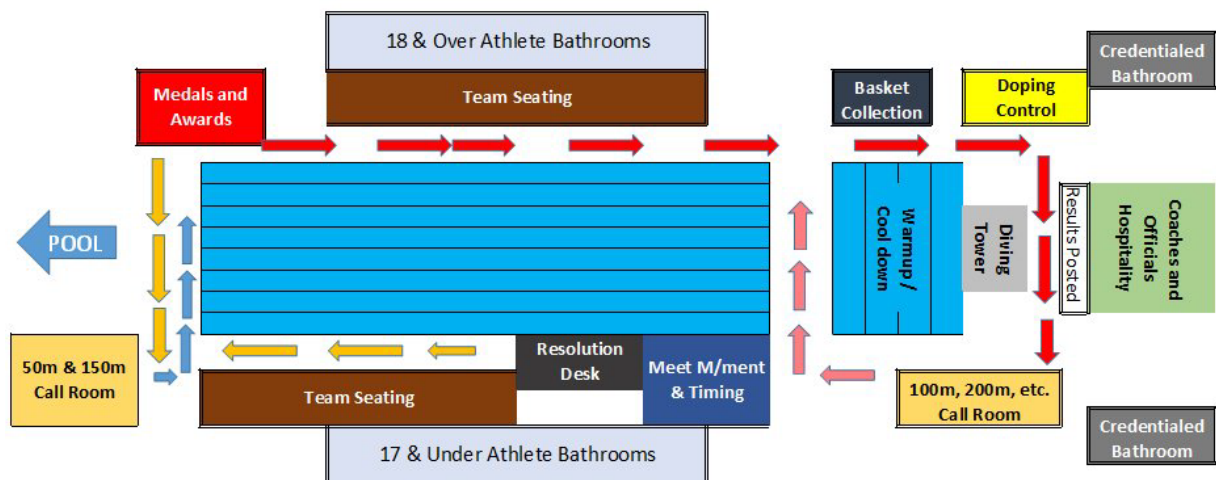 18 & Over Athlete Bathrooms
Credentialed
Bathroom
Medals and
Awards
Team Seating
Basket
Collection
Doping
Control
POOL
Warmup /
Cool down
Diving
Tower
Results Posted
Coaches and
Officials
Hospitality
50m & 150m
Call Room
Resolution
Desk
Meet M/ment
& Timing
Team Seating
100m, 200m, etc.
Call Room
17 & Under Athlete Bathrooms
Credentialed
Bathroom